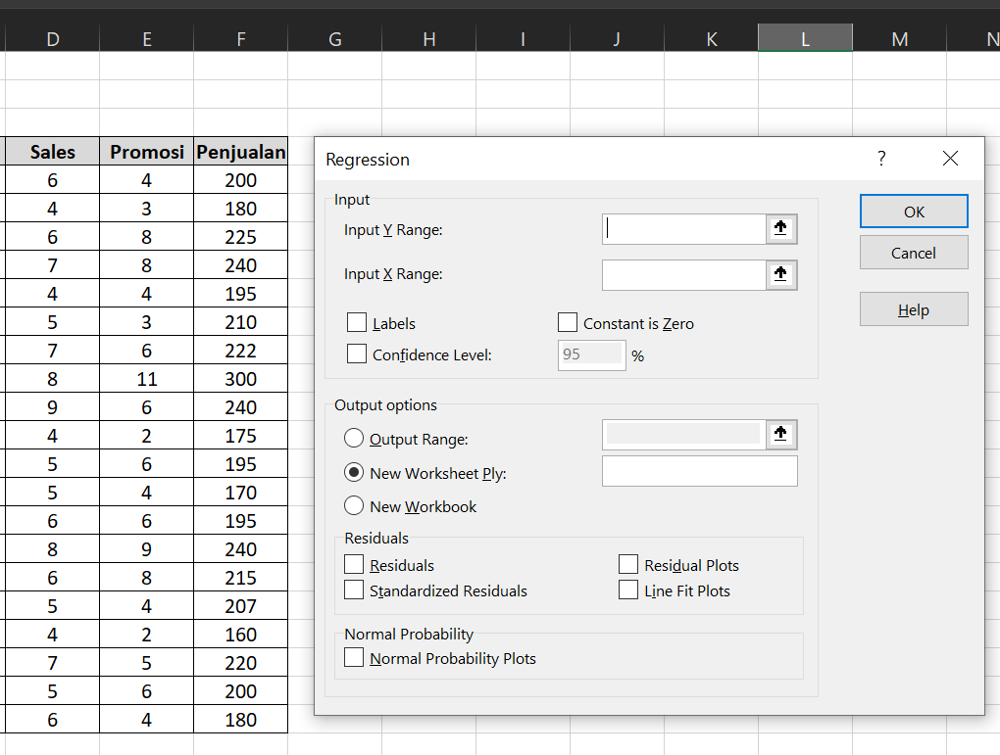 D E F G H I J K L M N
Sales Promosi Penjualan
6 4 200
4 3 180
6 8 225
7 8 240
4 4 195
5 3 210
7 6 222
8 11 300
9 6 240
4 2 175
5 6 195
5 4 170
6 6 195
8 9 240
6 8 215
5 4 207
4 2 160
7 5 220
5 6 200
6 4 180
Regression ?
Input
Input Y Range:
Input X Range:
Labels Constant is Zero
Confidence Level: 95 %
Output options
Output Range:
New Worksheet Ply:
New Workbook
Residuals
Residuals Residual Plots
Standardized Residuals Line Fit Plots
Normal Probability
Normal Probability Plots
OK
Cancel
Help